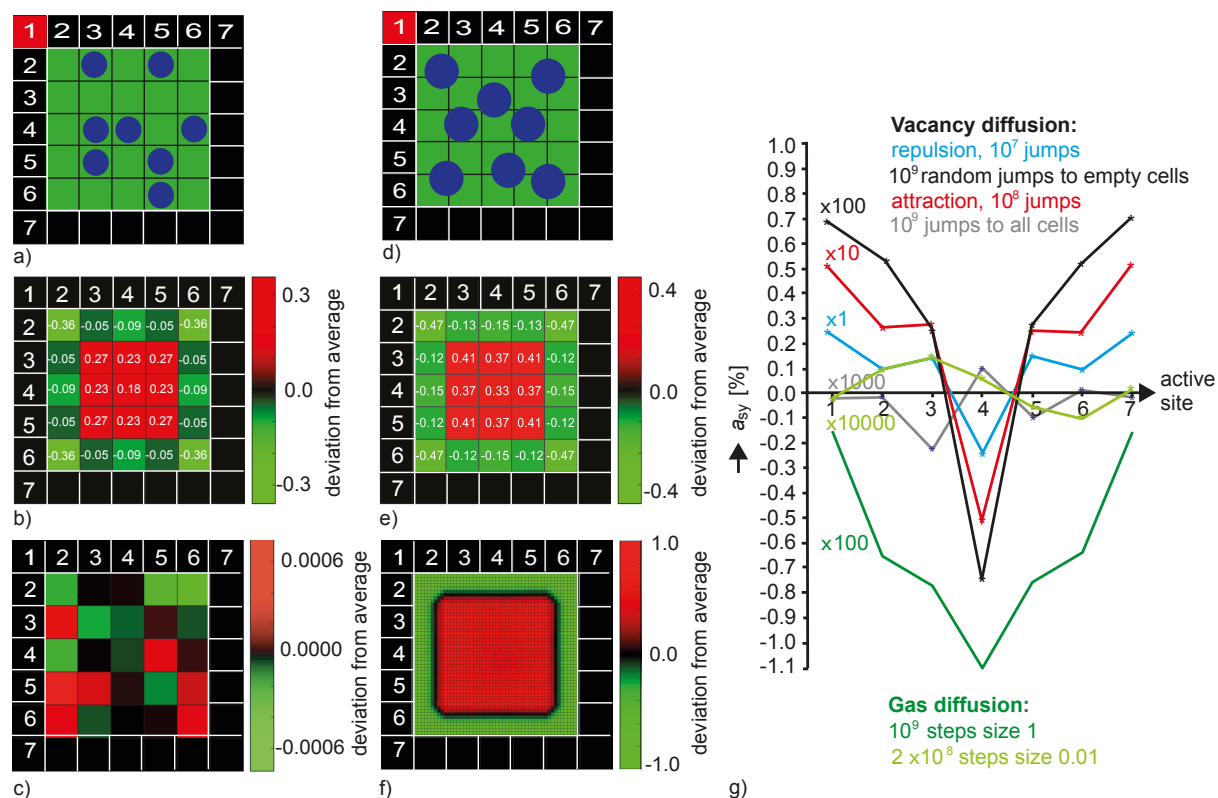 1 2 3 4 5 6 7
2
3
4
5
6
7
a)
1 2 3 4 5 6 7
2
3
4
5
6
7
d)
1 2 3 4 5 6 7
2 -0.36 -0.05 -0.09 -0.05 -0.36
3 -0.05 0.27 0.23 0.27 -0.05
4 -0.09 0.23 0.18 0.23 -0.09
5 -0.05 0.27 0.23 0.27 -0.05
6 -0.36 -0.05 -0.09 -0.05 -0.36
7
b)
0.3
0.0
-0.3
deviation from average
1 2 3 4 5 6 7
2 -0.47 -0.13 -0.15 -0.13 -0.47
3 -0.12 0.41 0.37 0.41 -0.12
4 -0.15 0.37 0.33 0.37 -0.15
5 -0.12 0.41 0.37 0.41 -0.12
6 -0.47 -0.12 -0.15 -0.12 -0.47
7
e)
0.4
0.0
-0.4
deviation from average
1 2 3 4 5 6 7
2
3
4
5
6
7
c)
0.0006
0.0000
-0.0006
deviation from average
1 2 3 4 5 6 7
2
3
4
5
6
7
f)
1.0
0.0
-1.0
deviation from average
Vacancy diffusion:
repulsion, 10⁷ jumps
10⁹ random jumps to empty cells
attraction, 10⁸ jumps
10⁹ jumps to all cells
1.0
0.9
0.8
0.7
0.6
0.5
0.4
0.3
0.2
0.1
0.0
-0.1
-0.2
-0.3
-0.4
-0.5
-0.6
-0.7
-0.8
-0.9
-1.0
-1.1
a_sy [%]
x100
x10
x1
x1000
x10000
x100
1 2 3 4 5 6 7
active
site
Gas diffusion:
10⁹ steps size 1
2 x10⁸ steps size 0.01
g)